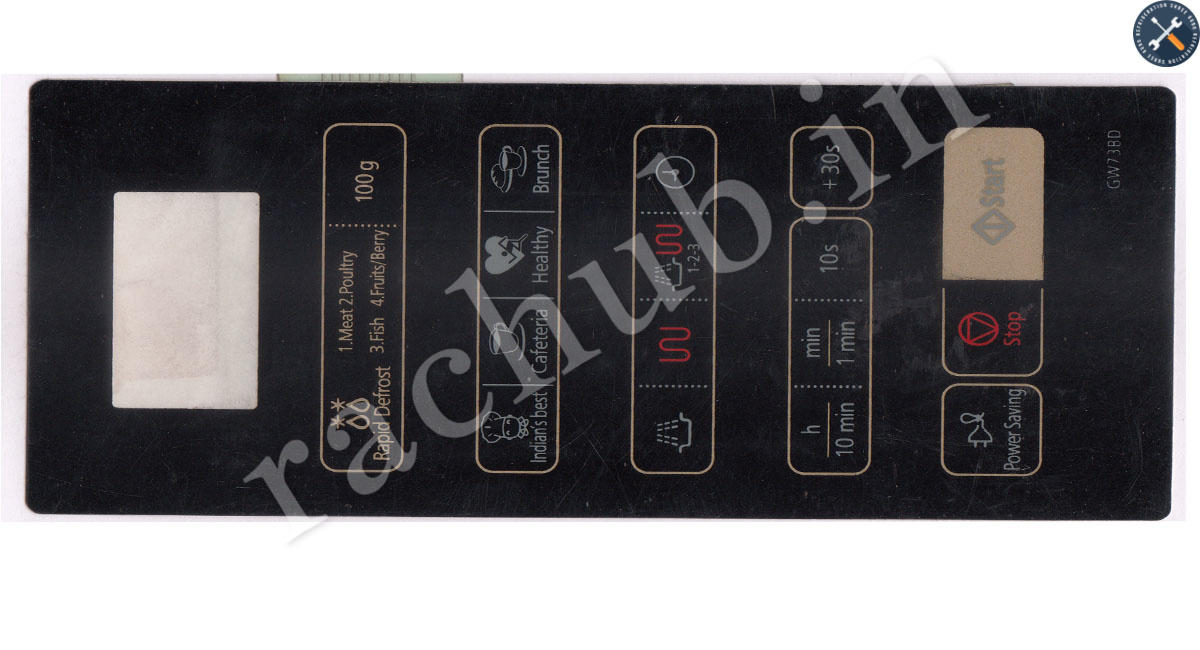 1.Meat 2.Poultry
3.Fish 4.Fruits/Berry
Rapid Defrost
100g
Indian's best
Cafeteria
Healthy
Brunch
1-2-3
h
10 min
min
1 min
10s
+30s
Power Saving
Stop
Start
GW73BD
rachub.in